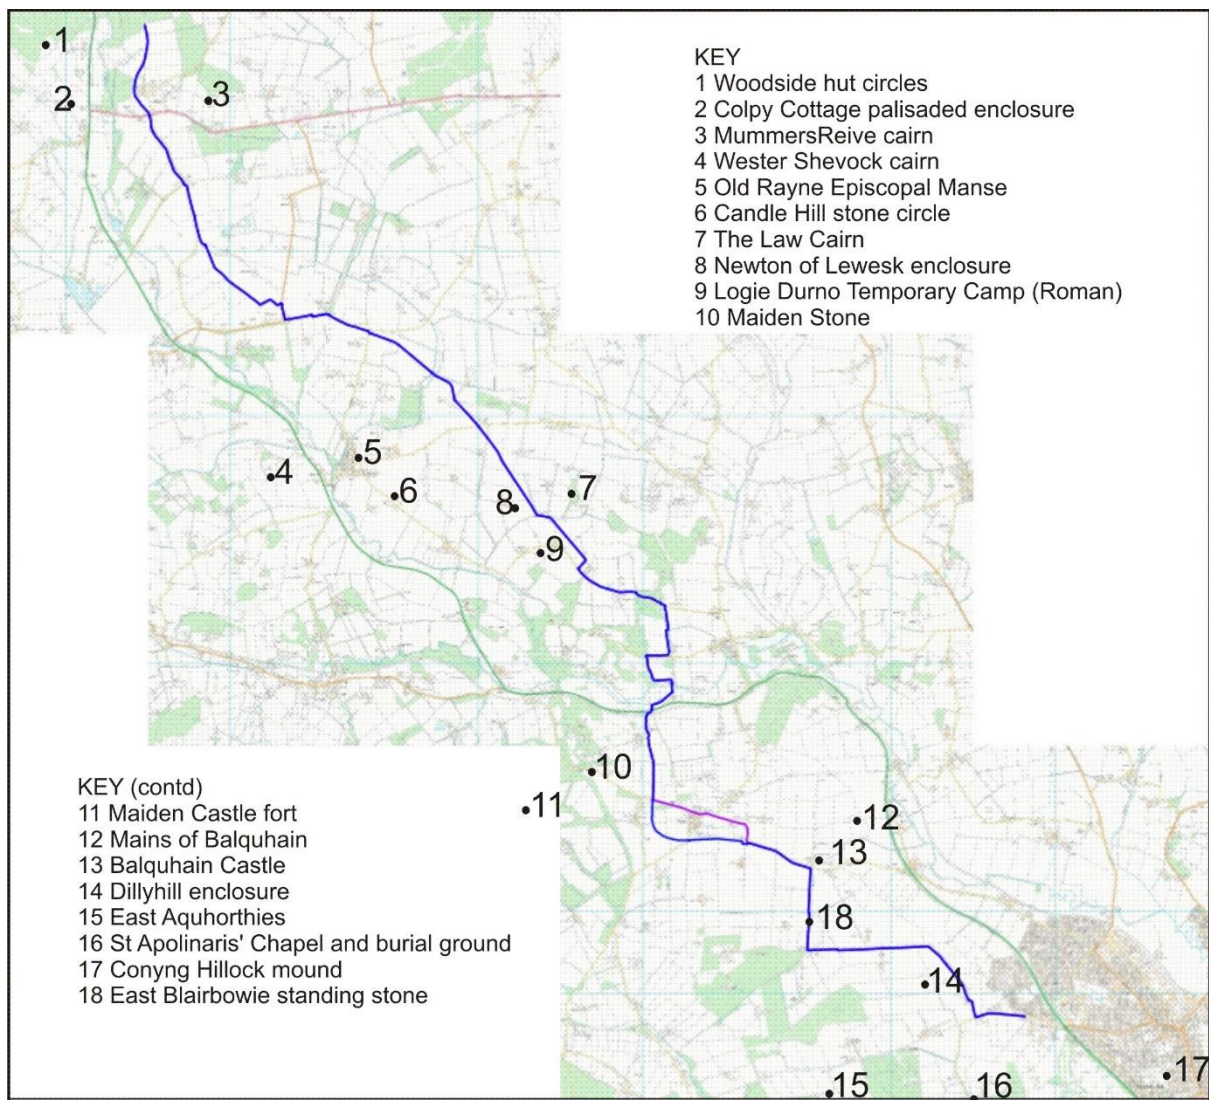 1
2
3
KEY
1 Woodside hut circles
2 Colpy Cottage palisaded enclosure
3 MummersReive cairn
4 Wester Shevock cairn
5 Old Rayne Episcopal Manse
6 Candle Hill stone circle
7 The Law Cairn
8 Newton of Lewesk enclosure
9 Logie Durno Temporary Camp (Roman)
10 Maiden Stone
4
5
6
7
8
9
10
11
12
13
18
14
15
16
17
KEY (contd)
11 Maiden Castle fort
12 Mains of Balquhain
13 Balquhain Castle
14 Dillyhill enclosure
15 East Aquhorthies
16 St Apolinaris' Chapel and burial ground
17 Conyng Hillock mound
18 East Blairbowie standing stone